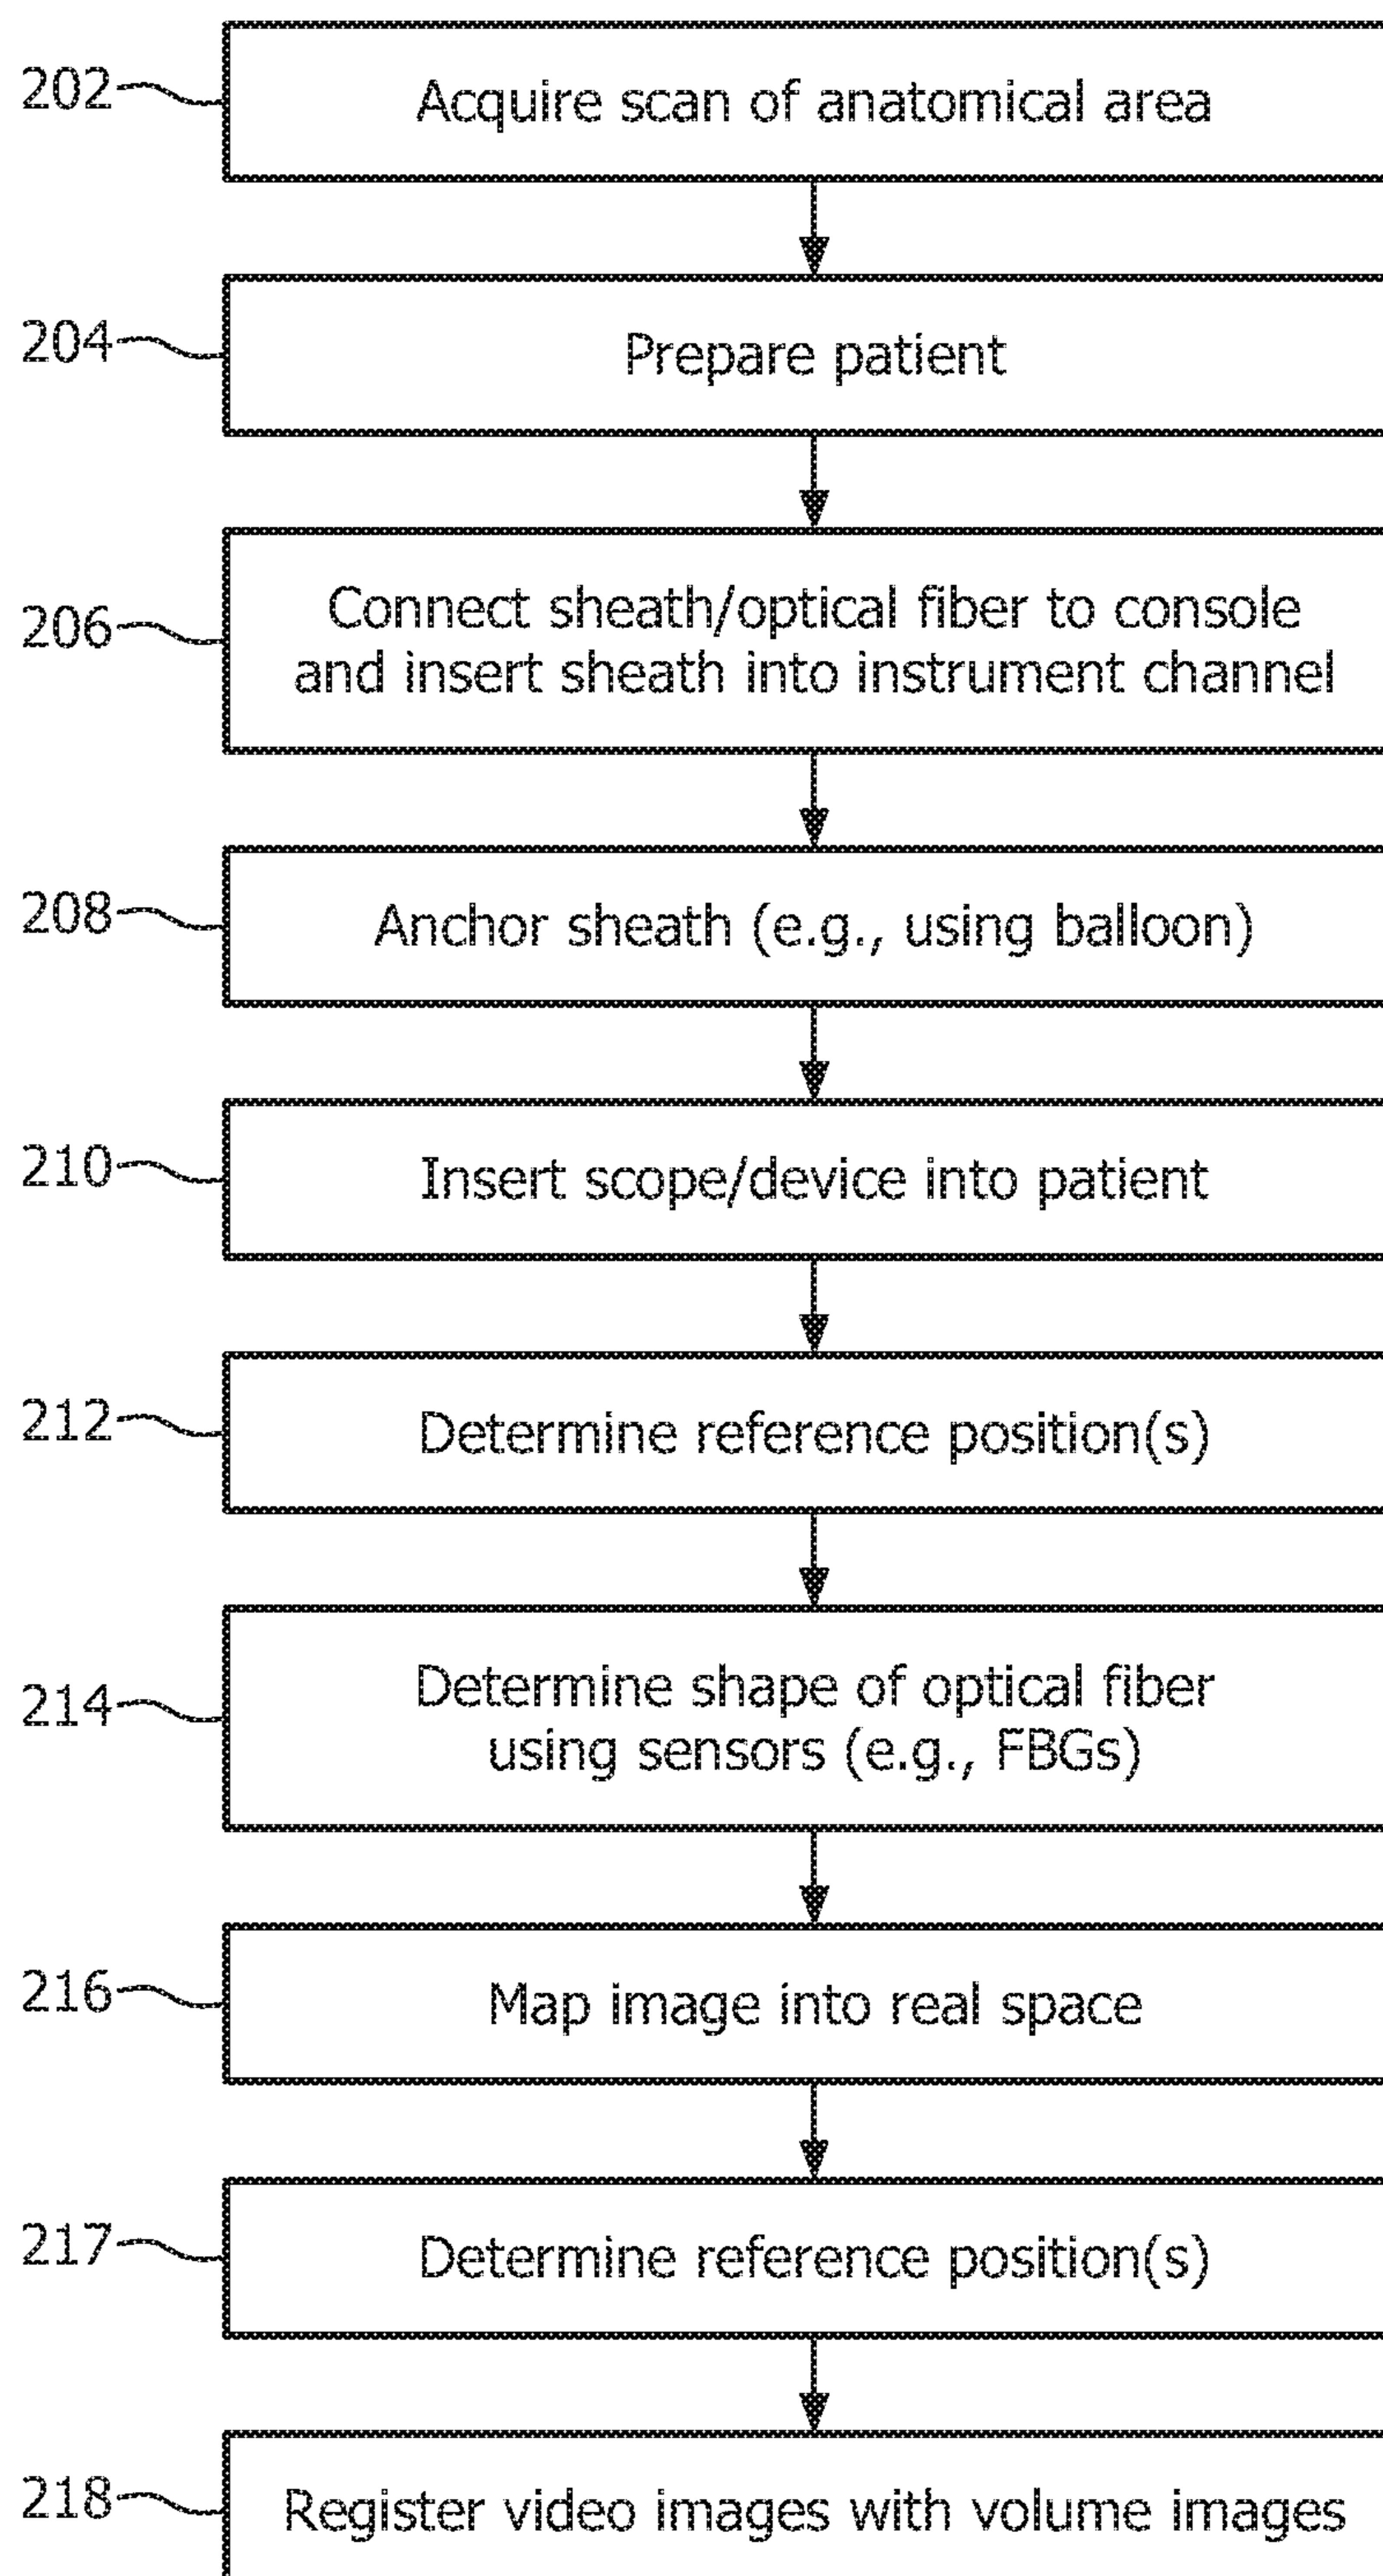 202
Acquire scan of anatomical area
204
Prepare patient
206
Connect sheath/optical fiber to console
and insert sheath into instrument channel
208
Anchor sheath (e.g., using balloon)
210
Insert scope/device into patient
212
Determine reference position(s)
214
Determine shape of optical fiber
using sensors (e.g., FBGs)
216
Map image into real space
217
Determine reference position(s)
218
Register video images with volume images